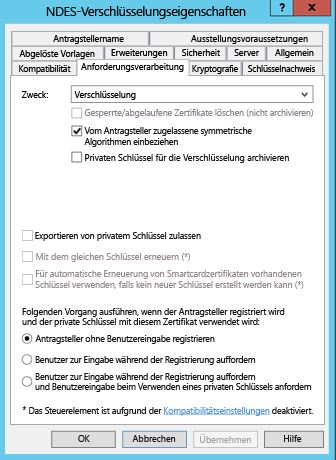 NDES-Verschlüsselungseigenschaften
?
x
Antragstellername
Ausstellungsvoraussetzungen
Abgelöste Vorlagen
Erweiterungen
Sicherheit
Server
Allgemein
Kompatibilität
Anforderungsverarbeitung
Kryptografie
Schlüsselnachweis
Zweck:
Verschlüsselung
Gesperrte/abgelaufene Zertifikate löschen (nicht archivieren)
Vom Antragsteller zugelassene symmetrische
Algorithmen einbeziehen
Privaten Schlüssel für die Verschlüsselung archivieren
Exportieren von privatem Schlüssel zulassen
Mit dem gleichen Schlüssel erneuern (*)
Für automatische Erneuerung von Smartcardzertifikaten vorhandenen
Schlüssel verwenden, falls kein neuer Schlüssel erstellt werden kann (*)
Folgenden Vorgang ausführen, wenn der Antragsteller registriert wird
und der private Schlüssel mit diesem Zertifikat verwendet wird:
Antragsteller ohne Benutzereingabe registrieren
Benutzer zur Eingabe während der Registrierung auffordern
Benutzer zur Eingabe während der Registrierung auffordern
und Benutzereingabe beim Verwenden eines privaten Schlüssels anfordern
* Das Steuerelement ist aufgrund der Kompatibilitätseinstellungen deaktiviert.
OK
Abbrechen
Übernehmen
Hilfe